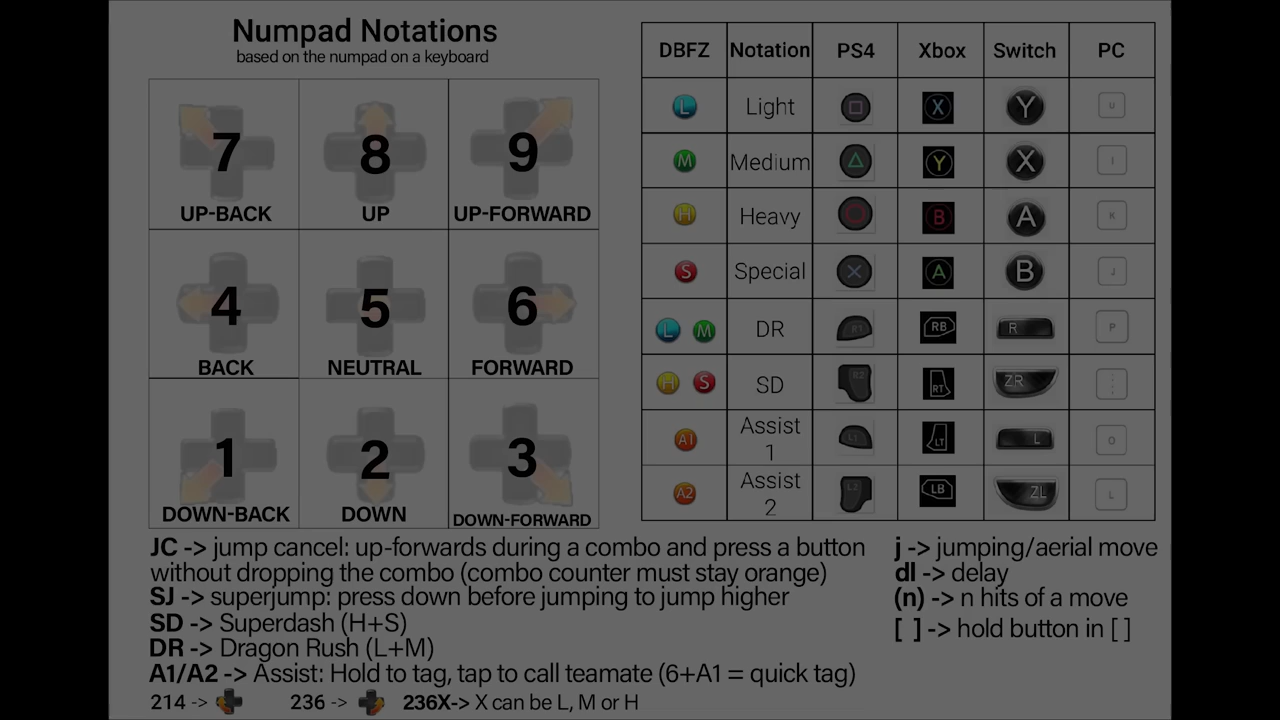 Numpad Notations
based on the numpad on a keyboard
7 8 9
UP-BACK UP UP-FORWARD
4 5 6
BACK NEUTRAL FORWARD
1 2 3
DOWN-BACK DOWN DOWN-FORWARD
DBFZ Notation PS4 Xbox Switch PC
L Light X Y U
M Medium Y X I
H Heavy B A K
S Special A B J
L M DR R1 RB R P
H S SD R2 RT ZR
A1 Assist 1 L1 LT L O
A2 Assist 2 L2 LB ZL L
JC -> jump cancel: up-forwards during a combo and press a button
without dropping the combo (combo counter must stay orange)
SJ -> superjump: press down before jumping to jump higher
SD -> Superdash (H+S)
DR -> Dragon Rush (L+M)
A1/A2 -> Assist: Hold to tag, tap to call teamate (6+A1 = quick tag)
214 -> 236 -> 236X-> X can be L, M or H
j -> jumping/aerial move
dl -> delay
(n) -> n hits of a move
[ ] -> hold button in [ ]